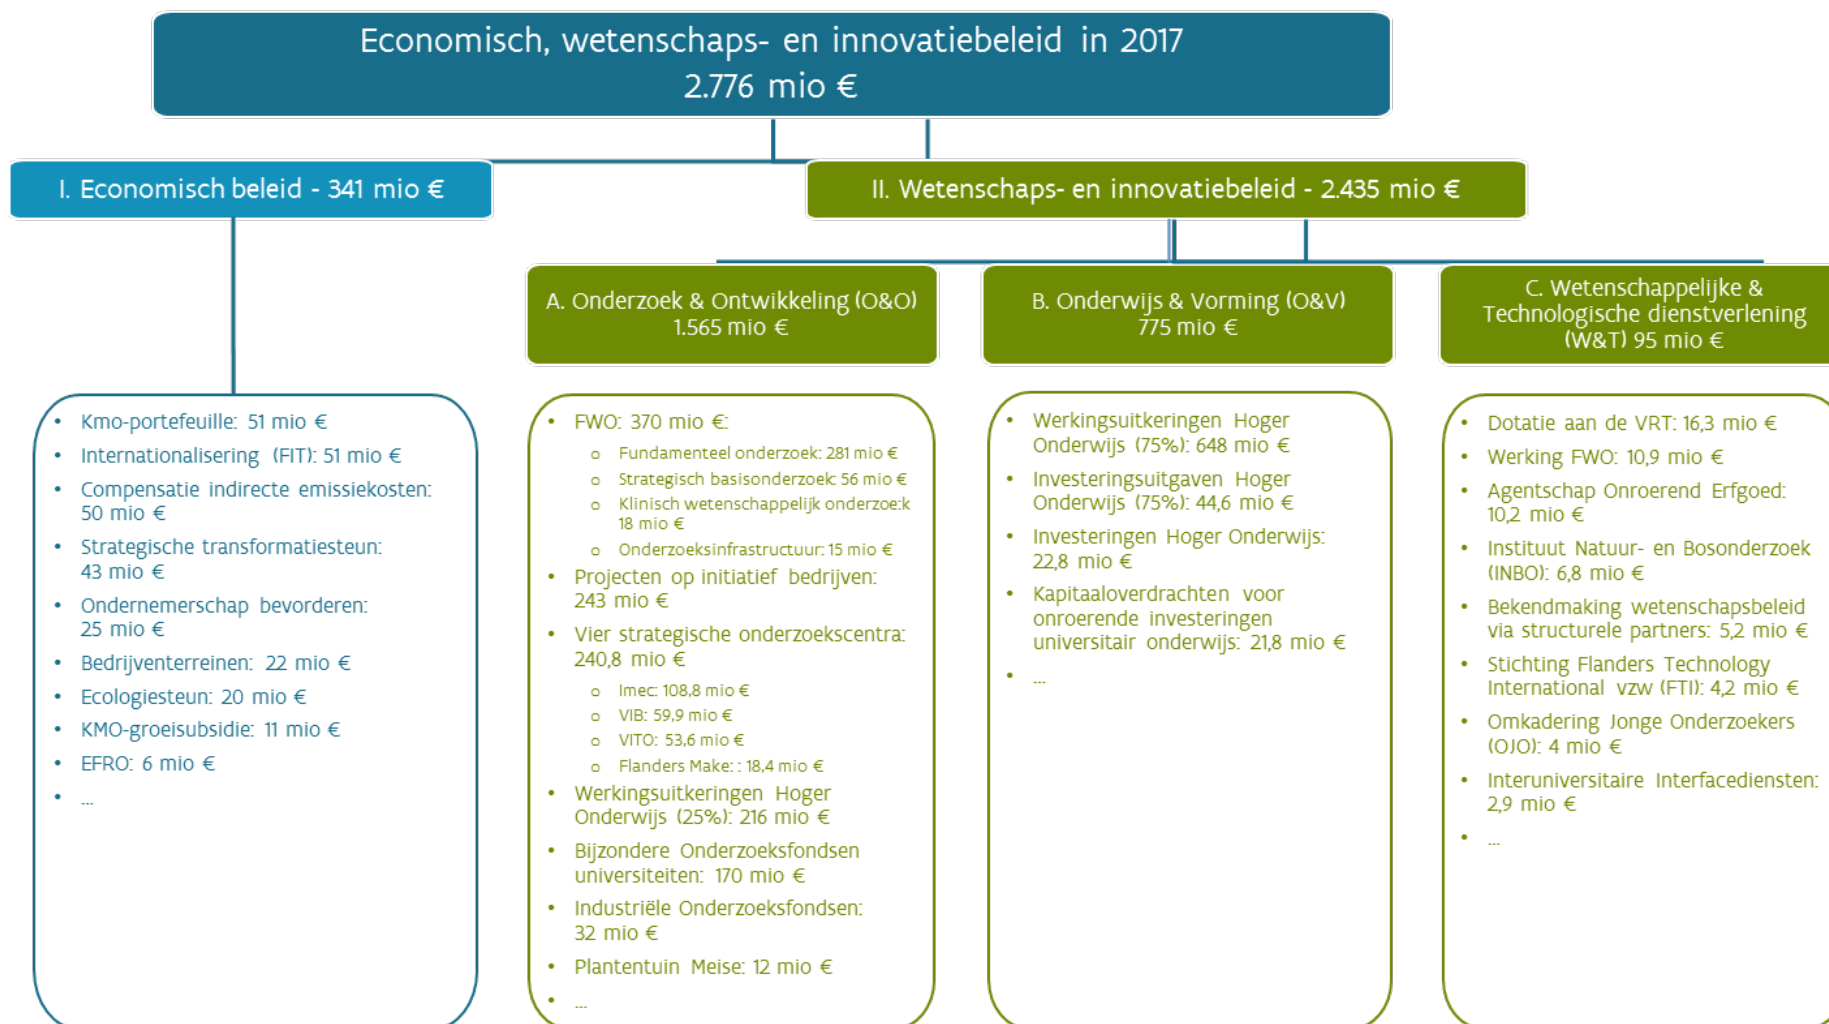 Economisch, wetenschaps- en innovatiebeleid in 2017
2.776 mio €
I. Economisch beleid - 341 mio €
II. Wetenschaps- en innovatiebeleid - 2.435 mio €
A. Onderzoek & Ontwikkeling (O&O)
1.565 mio €
B. Onderwijs & Vorming (O&V)
775 mio €
C. Wetenschappelijke &
Technologische dienstverlening
(W&T) 95 mio €
• Kmo-portefeuille: 51 mio €
• Internationalisering (FIT): 51 mio €
• Compensatie indirecte emissiekosten:
50 mio €
• Strategische transformatiesteun:
43 mio €
• Ondernemerschap bevorderen:
25 mio €
• Bedrijventerreinen: 22 mio €
• Ecologiesteun: 20 mio €
• KMO-groeisubsidie: 11 mio €
• EFRO: 6 mio €
• ...
• FWO: 370 mio €:
o Fundamenteel onderzoek: 281 mio €
o Strategisch basisonderzoek: 56 mio €
o Klinisch wetenschappelijk onderzoe:k
18 mio €
o Onderzoeksinfrastructuur: 15 mio €
• Projecten op initiatief bedrijven:
243 mio €
• Vier strategische onderzoekscentra:
240,8 mio €
o Imec: 108,8 mio €
o VIB: 59,9 mio €
o VITO: 53,6 mio €
o Flanders Make: : 18,4 mio €
• Werkingsuitkeringen Hoger
Onderwijs (25%): 216 mio €
• Bijzondere Onderzoeksfondsen
universiteiten: 170 mio €
• Industriële Onderzoeksfondsen:
32 mio €
• Plantentuin Meise: 12 mio €
• ...
• Werkingsuitkeringen Hoger
Onderwijs (75%): 648 mio €
• Investeringsuitgaven Hoger
Onderwijs (75%): 44,6 mio €
• Investeringen Hoger Onderwijs:
22,8 mio €
• Kapitaaloverdrachten voor
onroerende investeringen
universitair onderwijs: 21,8 mio €
• ...
• Dotatie aan de VRT: 16,3 mio €
• Werking FWO: 10,9 mio €
• Agentschap Onroerend Erfgoed:
10,2 mio €
• Instituut Natuur- en Bosonderzoek
(INBO): 6,8 mio €
• Bekendmaking wetenschapsbeleid
via structurele partners: 5,2 mio €
• Stichting Flanders Technology
International vzw (FTI): 4,2 mio €
• Omkadering Jonge Onderzoekers
(OJO): 4 mio €
• Interuniversitaire Interfacediensten:
2,9 mio €
• ...